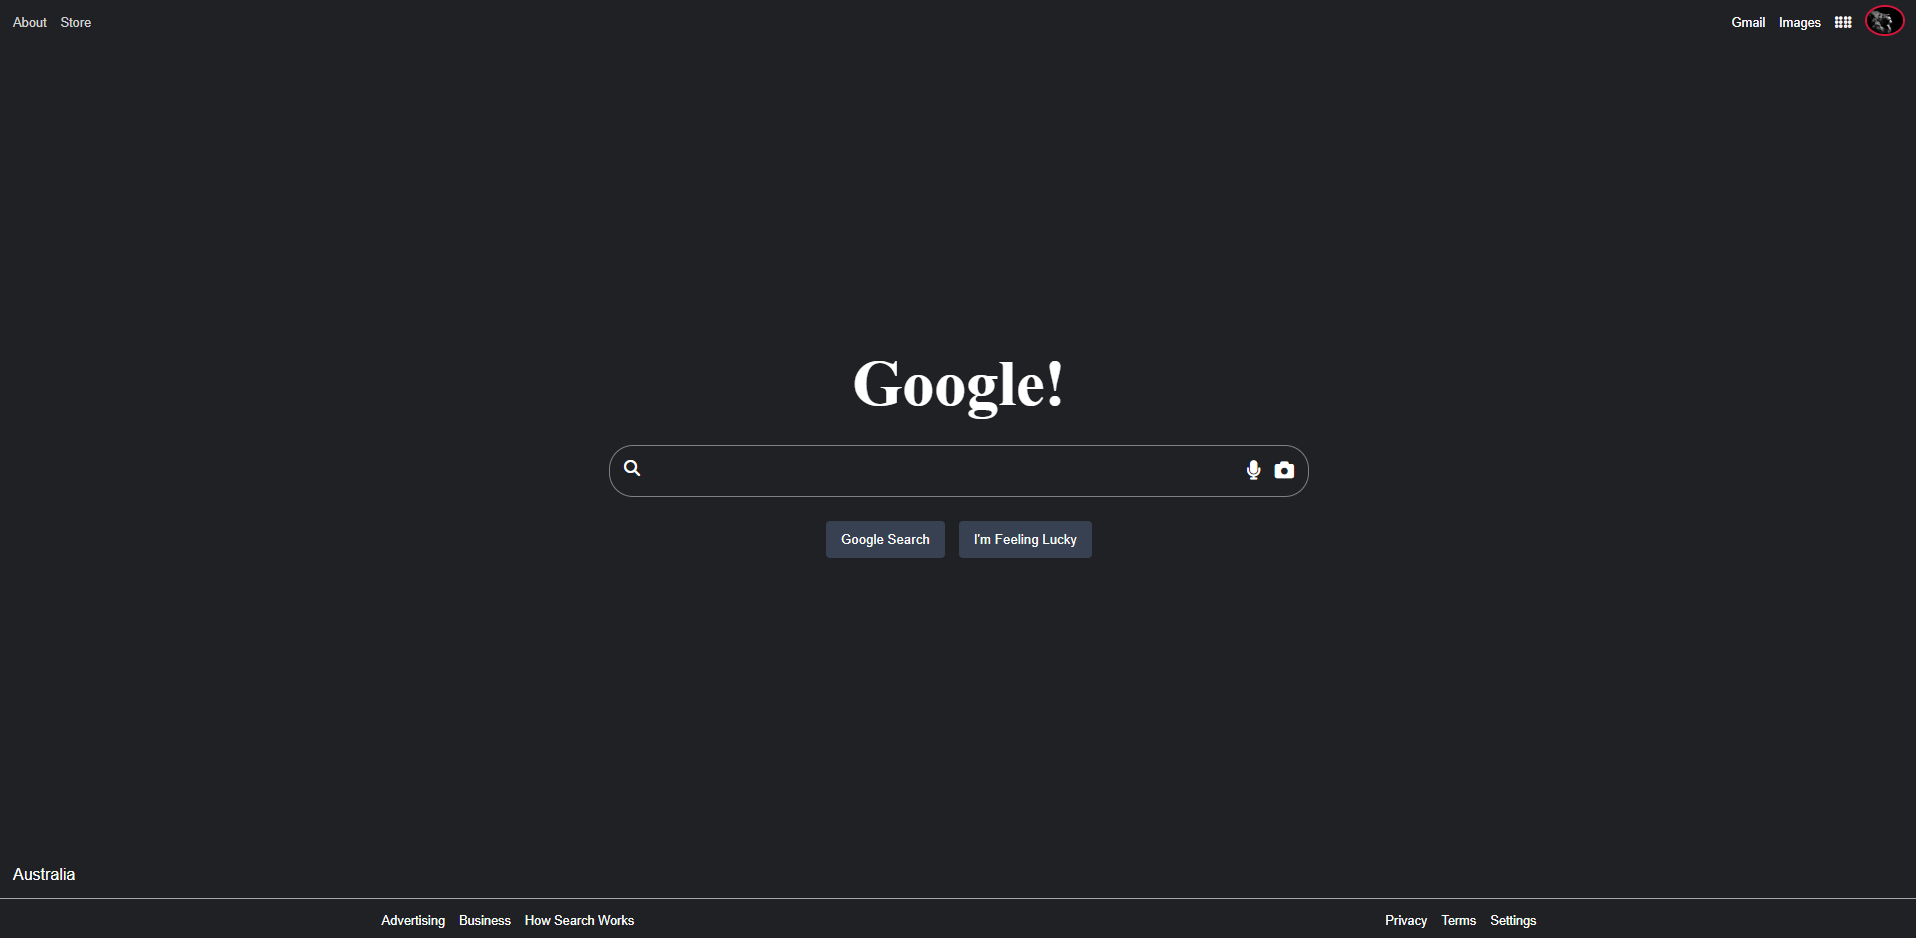 About Store Gmail Images
Google!
Google Search I'm Feeling Lucky
Australia
Advertising Business How Search Works Privacy Terms Settings